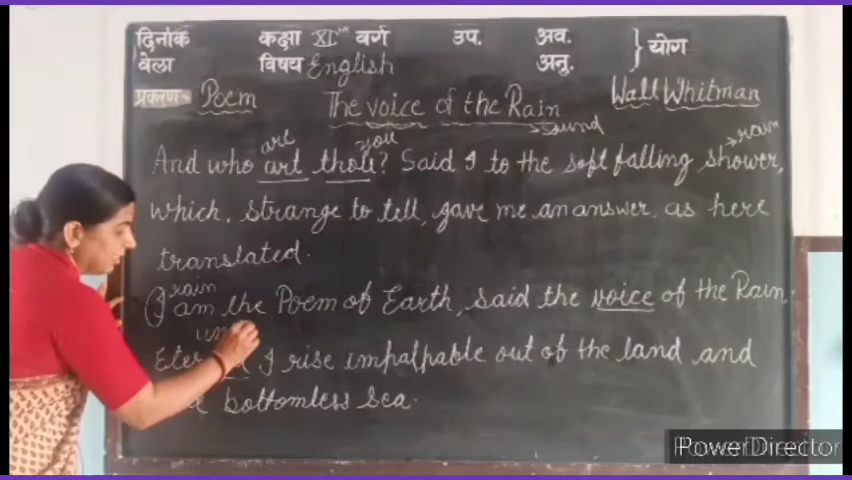 दिनांक कक्षा XI वर्ग उप. अव. योग
वेला विषय English अनु.
प्रकरण- Poem The voice of the Rain Wall Whitman
sound
are you rain
And who art thou? Said I to the soft falling shower,
which, strange to tell, gave me an answer, as here
translated.
rain
I am the Poem of Earth, said the voice of the Rain.
I rise impalpable out of the land and
bottomless sea.
PowerDirector